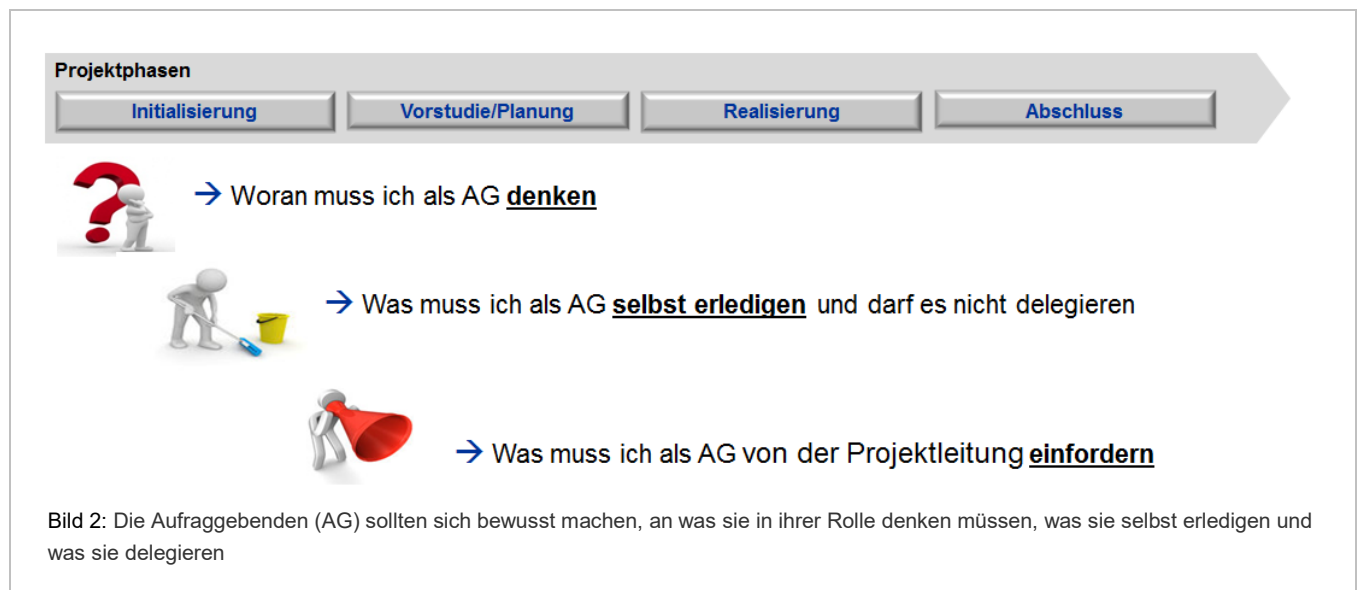 Projektphasen
Initialisierung Vorstudie/Planung Realisierung Abschluss
→ Woran muss ich als AG denken
→ Was muss ich als AG selbst erledigen und darf es nicht delegieren
→ Was muss ich als AG von der Projektleitung einfordern
Bild 2: Die Aufraggebenden (AG) sollten sich bewusst machen, an was sie in ihrer Rolle denken müssen, was sie selbst erledigen und
was sie delegieren